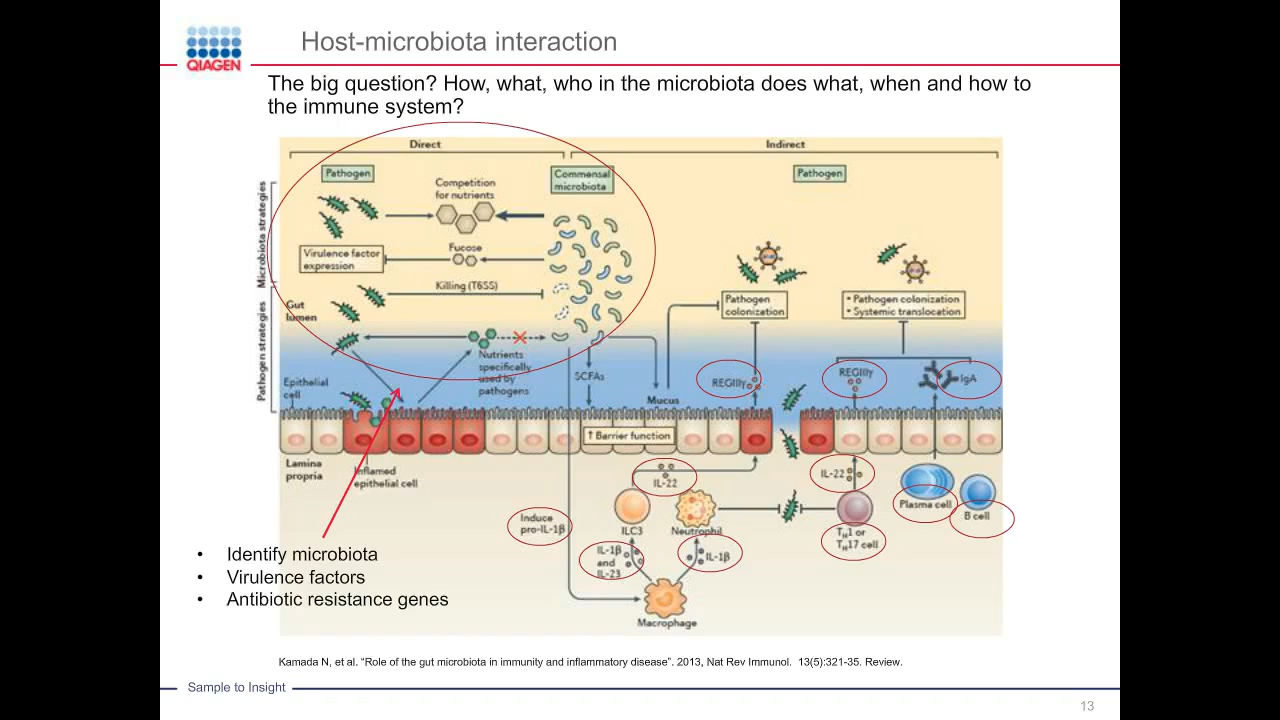 QIAGEN
Host-microbiota interaction
The big question? How, what, who in the microbiota does what, when and how to
the immune system?
Direct
Indirect
Pathogen
Commensal
microbiota
Pathogen
Microbiota strategies
Pathogen strategies
Competition
for nutrients
Virulence factor
expression
Fucose
Killing (T6SS)
Gut
lumen
Nutrients
specifically
used by
pathogens
Epithelial
cell
SCFAs
Mucus
Pathogen
colonization
• Pathogen colonization
• Systemic translocation
REGIIIγ
REGIIIγ
IgA
↑ Barrier function
Lamina
propria
Inflamed
epithelial cell
IL-22
IL-22
Induce
pro-IL-1β
ILC3
Neutrophil
Plasma cell
B cell
TH1 or
TH17 cell
IL-1β
and
IL-23
IL-1β
Macrophage
• Identify microbiota
• Virulence factors
• Antibiotic resistance genes
Kamada N, et al. “Role of the gut microbiota in immunity and inflammatory disease”. 2013, Nat Rev Immunol. 13(5):321-35. Review.
Sample to Insight
13